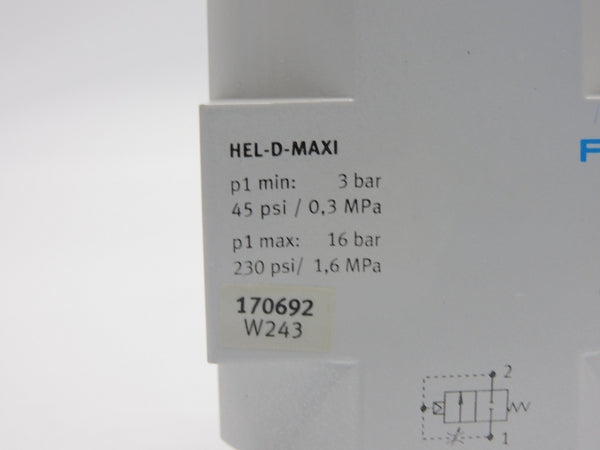 HEL-D-MAXI
p1 min: 3 bar
45 psi / 0,3 MPa
p1 max: 16 bar
230 psi/ 1,6 MPa
170692
W243
F
2
1